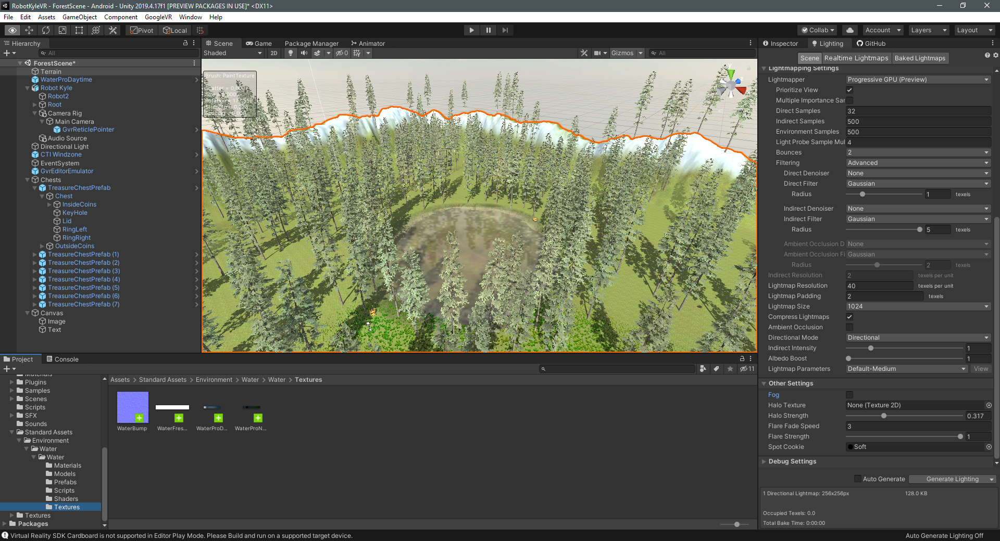 RobotKyleVR - ForestScene - Android - Unity 2019.4.17f1 [PREVIEW PACKAGES IN USE]* <DX11>
File Edit Assets GameObject Component GoogleVR Window Help
Pivot Local Collab Account Layers Layout
Hierarchy
All
ForestScene*
Terrain
WaterProDaytime
Robot Kyle
Robot2
Root
Camera Rig
Main Camera
GvrReticlePointer
Audio Source
Directional Light
CTI Windzone
EventSystem
GvrEditorEmulator
Chests
TreasureChestPrefab
Chest
InsideCoins
KeyHole
Lid
RingLeft
RingRight
OutsideCoins
TreasureChestPrefab (1)
TreasureChestPrefab (2)
TreasureChestPrefab (3)
TreasureChestPrefab (4)
TreasureChestPrefab (5)
TreasureChestPrefab (6)
TreasureChestPrefab (7)
Canvas
Image
Text
Scene Game Package Manager Animator
Shaded 2D 0 Gizmos All
Brush: PaintTexture
Scatter = 0,000
Strength = 0,228
Inspector Lighting GitHub
Scene Realtime Lightmaps Baked Lightmaps
Lightmapping Settings
Lightmapper Progressive GPU (Preview)
Prioritize View
Multiple Importance Sar
Direct Samples 32
Indirect Samples 500
Environment Samples 500
Light Probe Sample Mul 4
Bounces 2
Filtering Advanced
Direct Denoiser None
Direct Filter Gaussian
Radius 1 texels
Indirect Denoiser None
Indirect Filter Gaussian
Radius 5 texels
Ambient Occlusion D None
Ambient Occlusion Fi Gaussian
Radius 2 texels
Indirect Resolution 2 texels per unit
Lightmap Resolution 40 texels per unit
Lightmap Padding 2 texels
Lightmap Size 1024
Compress Lightmaps
Ambient Occlusion
Directional Mode Directional
Indirect Intensity 1
Albedo Boost 1
Lightmap Parameters Default-Medium View
Other Settings
Fog
Halo Texture None (Texture 2D)
Halo Strength 0.317
Flare Fade Speed 3
Flare Strength 1
Spot Cookie Soft
Debug Settings
Auto Generate Generate Lighting
1 Directional Lightmap: 256x256px 128.0 KB
Occupied Texels: 0.0
Total Bake Time: 0:00:00
Project Console
11
Materials
Plugins
Samples
Scenes
Scripts
SFX
Sounds
Standard Assets
Environment
Water
Water
Materials
Models
Prefabs
Scripts
Shaders
Textures
Textures
Packages
Assets > Standard Assets > Environment > Water > Water > Textures
WaterBump WaterFres... WaterProD... WaterProN...
Virtual Reality SDK Cardboard is not supported in Editor Play Mode. Please Build and run on a supported target device.
Auto Generate Lighting Off